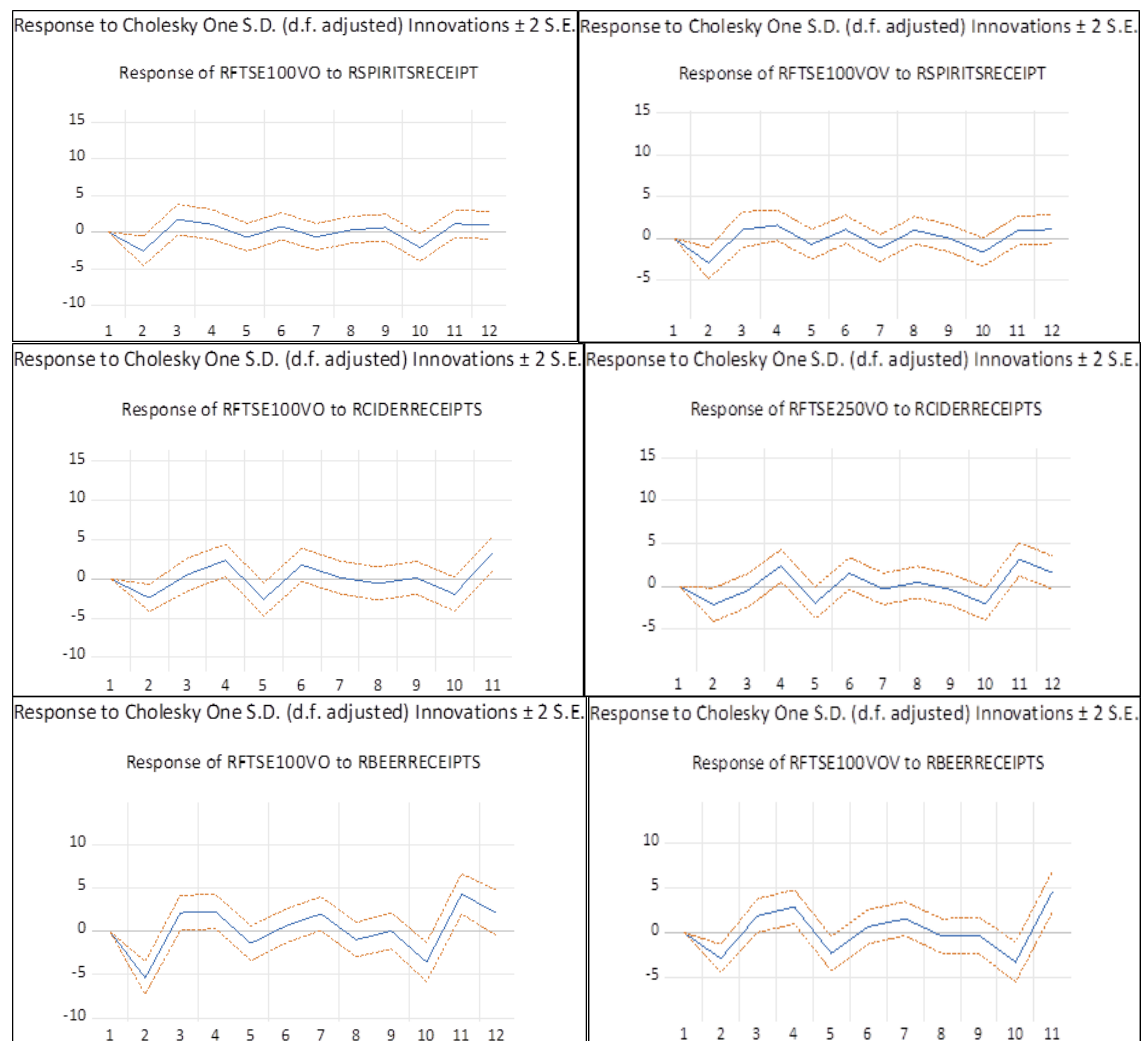 Response to Cholesky One S.D. (d.f. adjusted) Innovations ± 2 S.E.
Response of RFTSE100VO to RSPIRITSRECEIPT
15
10
5
0
-5
-10
1 2 3 4 5 6 7 8 9 10 11 12
Response to Cholesky One S.D. (d.f. adjusted) Innovations ± 2 S.E.
Response of RFTSE100VOV to RSPIRITSRECEIPT
15
10
5
0
-5
1 2 3 4 5 6 7 8 9 10 11 12
Response to Cholesky One S.D. (d.f. adjusted) Innovations ± 2 S.E.
Response of RFTSE100VO to RCIDERRECEIPTS
15
10
5
0
-5
-10
1 2 3 4 5 6 7 8 9 10 11
Response to Cholesky One S.D. (d.f. adjusted) Innovations ± 2 S.E.
Response of RFTSE250VO to RCIDERRECEIPTS
15
10
5
0
-5
1 2 3 4 5 6 7 8 9 10 11 12
Response to Cholesky One S.D. (d.f. adjusted) Innovations ± 2 S.E.
Response of RFTSE100VO to RBEERRECEIPTS
10
5
0
-5
-10
1 2 3 4 5 6 7 8 9 10 11 12
Response to Cholesky One S.D. (d.f. adjusted) Innovations ± 2 S.E.
Response of RFTSE100VOV to RBEERRECEIPTS
10
5
0
-5
1 2 3 4 5 6 7 8 9 10 11